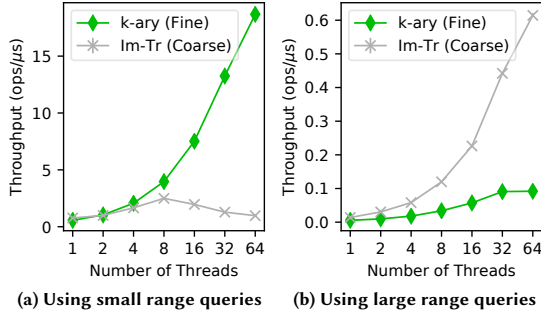 k-ary (Fine)
Im-Tr (Coarse)
Throughput (ops/µs)
15
10
5
0
1 2 4 8 16 32 64
Number of Threads
(a) Using small range queries
k-ary (Fine)
Im-Tr (Coarse)
Throughput (ops/µs)
0.6
0.5
0.4
0.3
0.2
0.1
0.0
1 2 4 8 16 32 64
Number of Threads
(b) Using large range queries